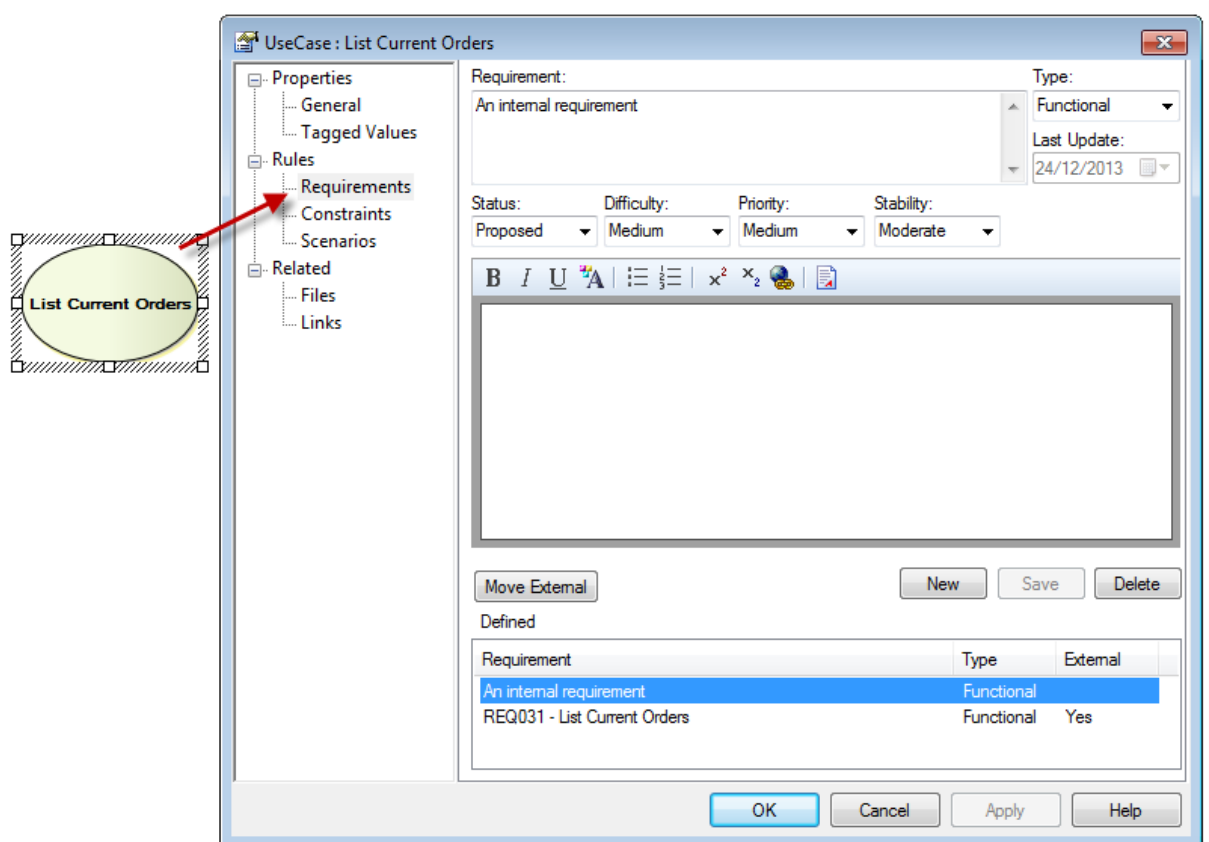 UseCase : List Current Orders
Properties
General
Tagged Values
Rules
Requirements
Constraints
Scenarios
Related
Files
Links
List Current Orders
Requirement:
Type:
An internal requirement
Functional
Last Update:
24/12/2013
Status:
Difficulty:
Priority:
Stability:
Proposed
Medium
Medium
Moderate
B I U A x² ×₂
Move External
New
Save
Delete
Defined
Requirement Type External
An internal requirement Functional
REQ031 - List Current Orders Functional Yes
OK
Cancel
Apply
Help